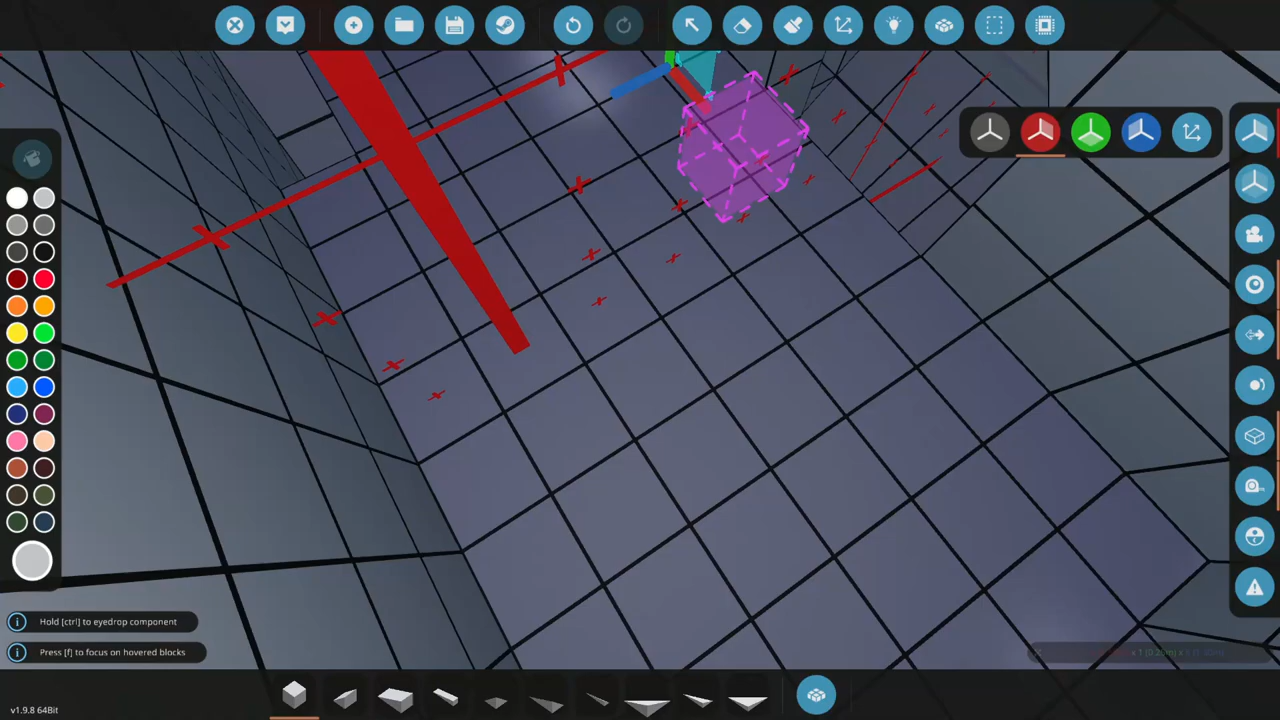 Hold [ctrl] to eyedrop component
Press [f] to focus on hovered blocks
v1.9.8 64Bit